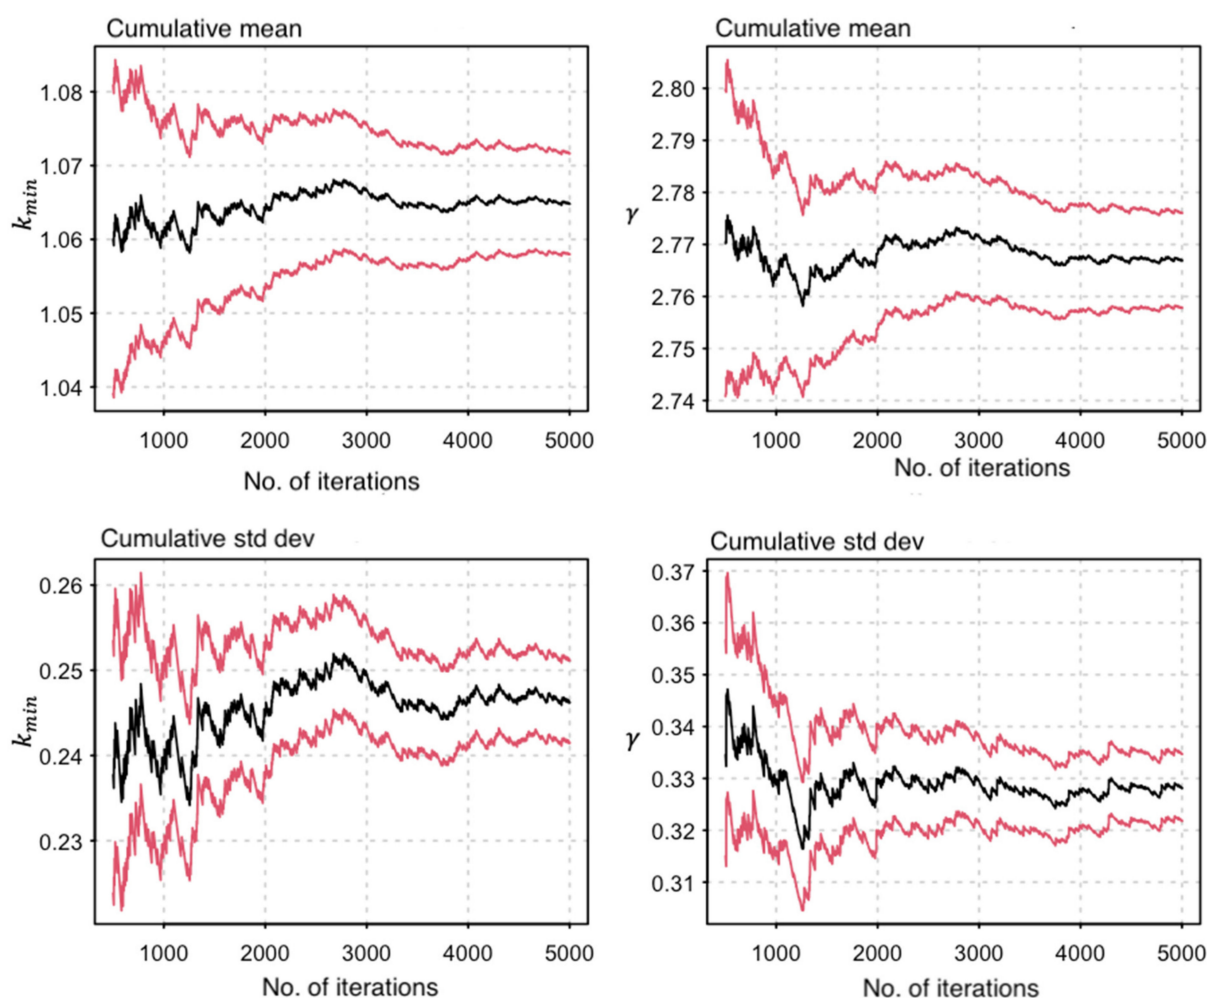 Cumulative mean
1.08
1.07
1.06
1.05
1.04
k_min
1000 2000 3000 4000 5000
No. of iterations
Cumulative mean
2.80
2.79
2.78
2.77
2.76
2.75
2.74
γ
1000 2000 3000 4000 5000
No. of iterations
Cumulative std dev
0.26
0.25
0.24
0.23
k_min
1000 2000 3000 4000 5000
No. of iterations
Cumulative std dev
0.37
0.36
0.35
0.34
0.33
0.32
0.31
γ
1000 2000 3000 4000 5000
No. of iterations